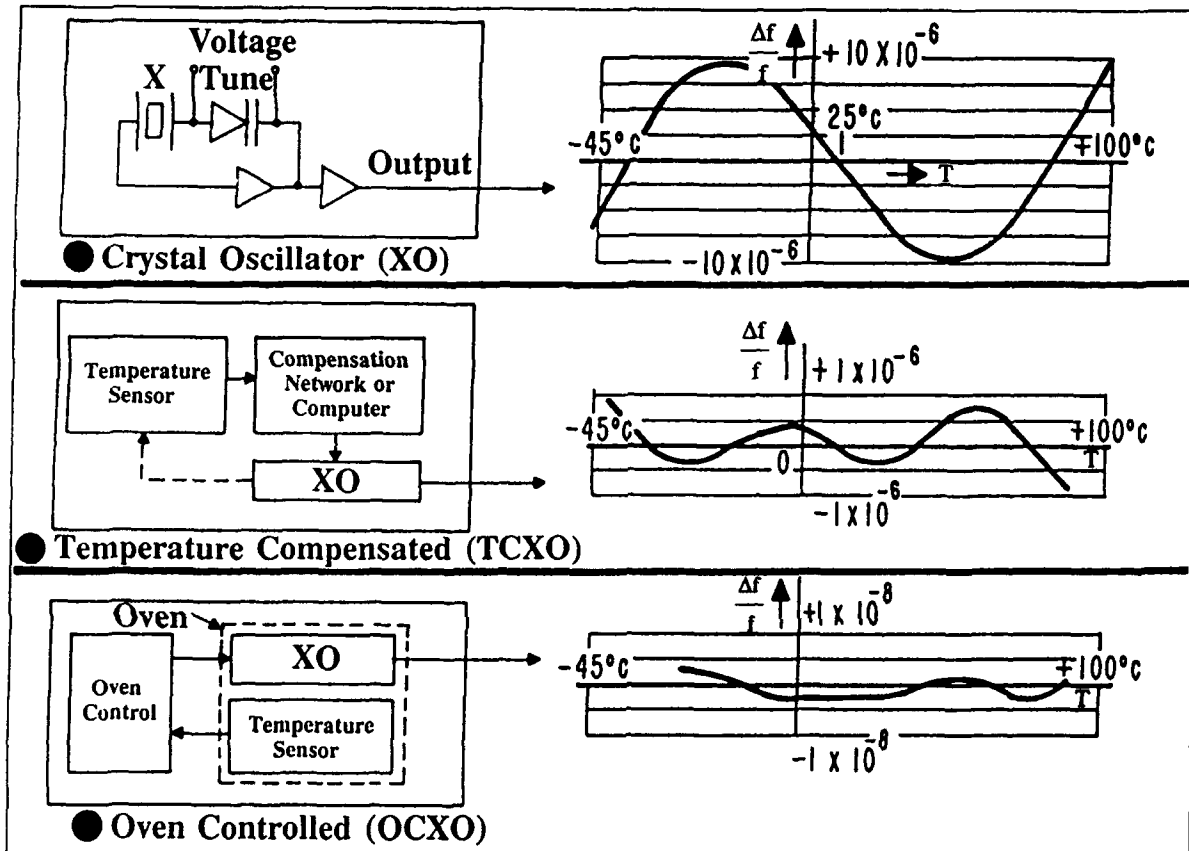 Voltage
Tune
X
Output
● Crystal Oscillator (XO)
Δf
f
+10 X 10⁻⁶
25°C
-45°C
+100°C
T
-10 X 10⁻⁶
Temperature
Sensor
Compensation
Network or
Computer
XO
● Temperature Compensated (TCXO)
Δf
f
+1 X 10⁻⁶
-45°C
+100°C
0
T
-1 X 10⁻⁶
Oven
Oven
Control
XO
Temperature
Sensor
● Oven Controlled (OCXO)
Δf
f
+1 X 10⁻⁸
-45°C
+100°C
T
-1 X 10⁻⁸